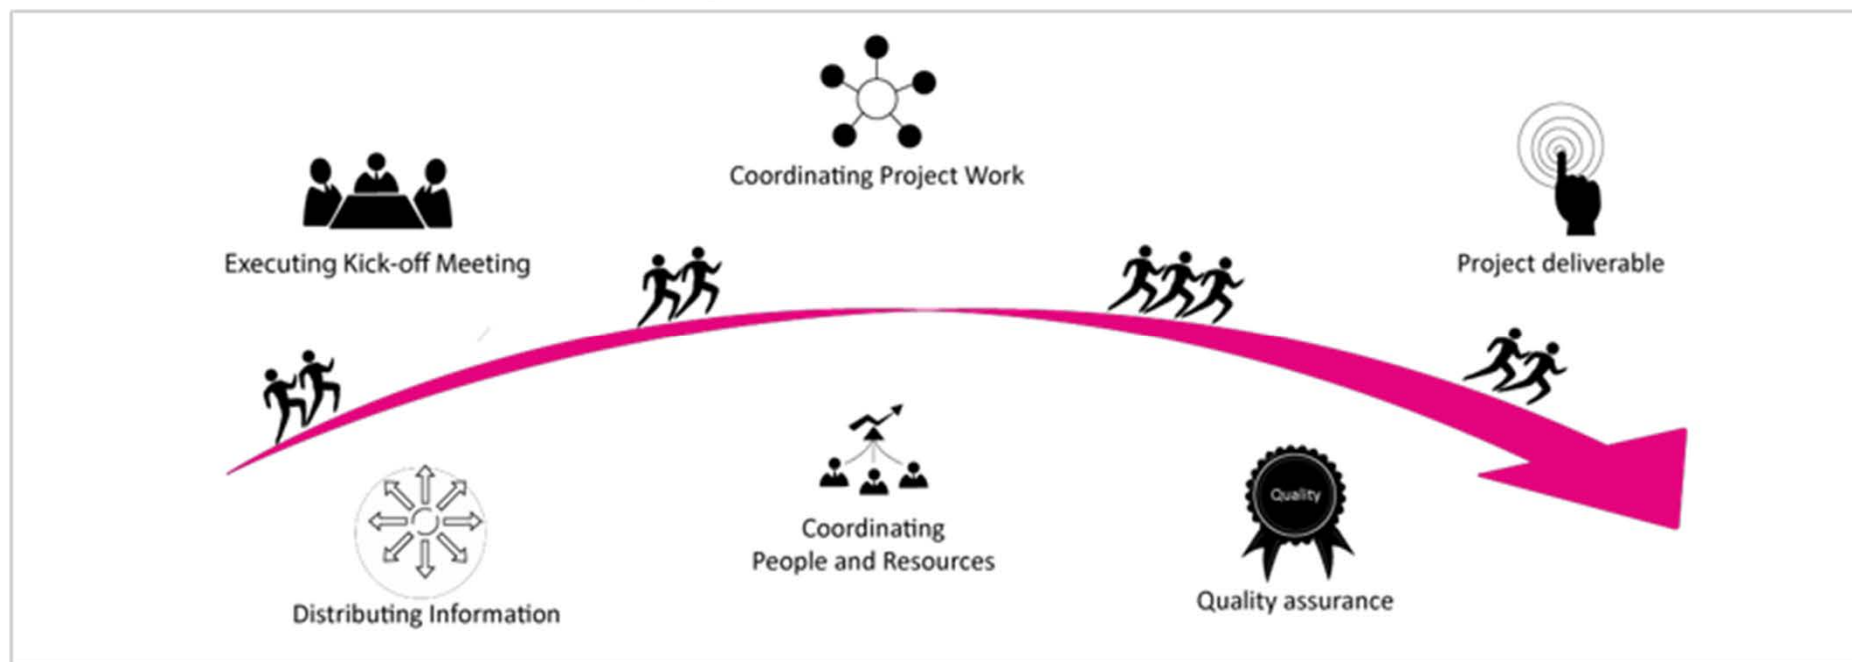 Coordinating Project Work
Executing Kick-off Meeting
Project deliverable
Quality
Coordinating
People and Resources
Quality assurance
Distributing Information